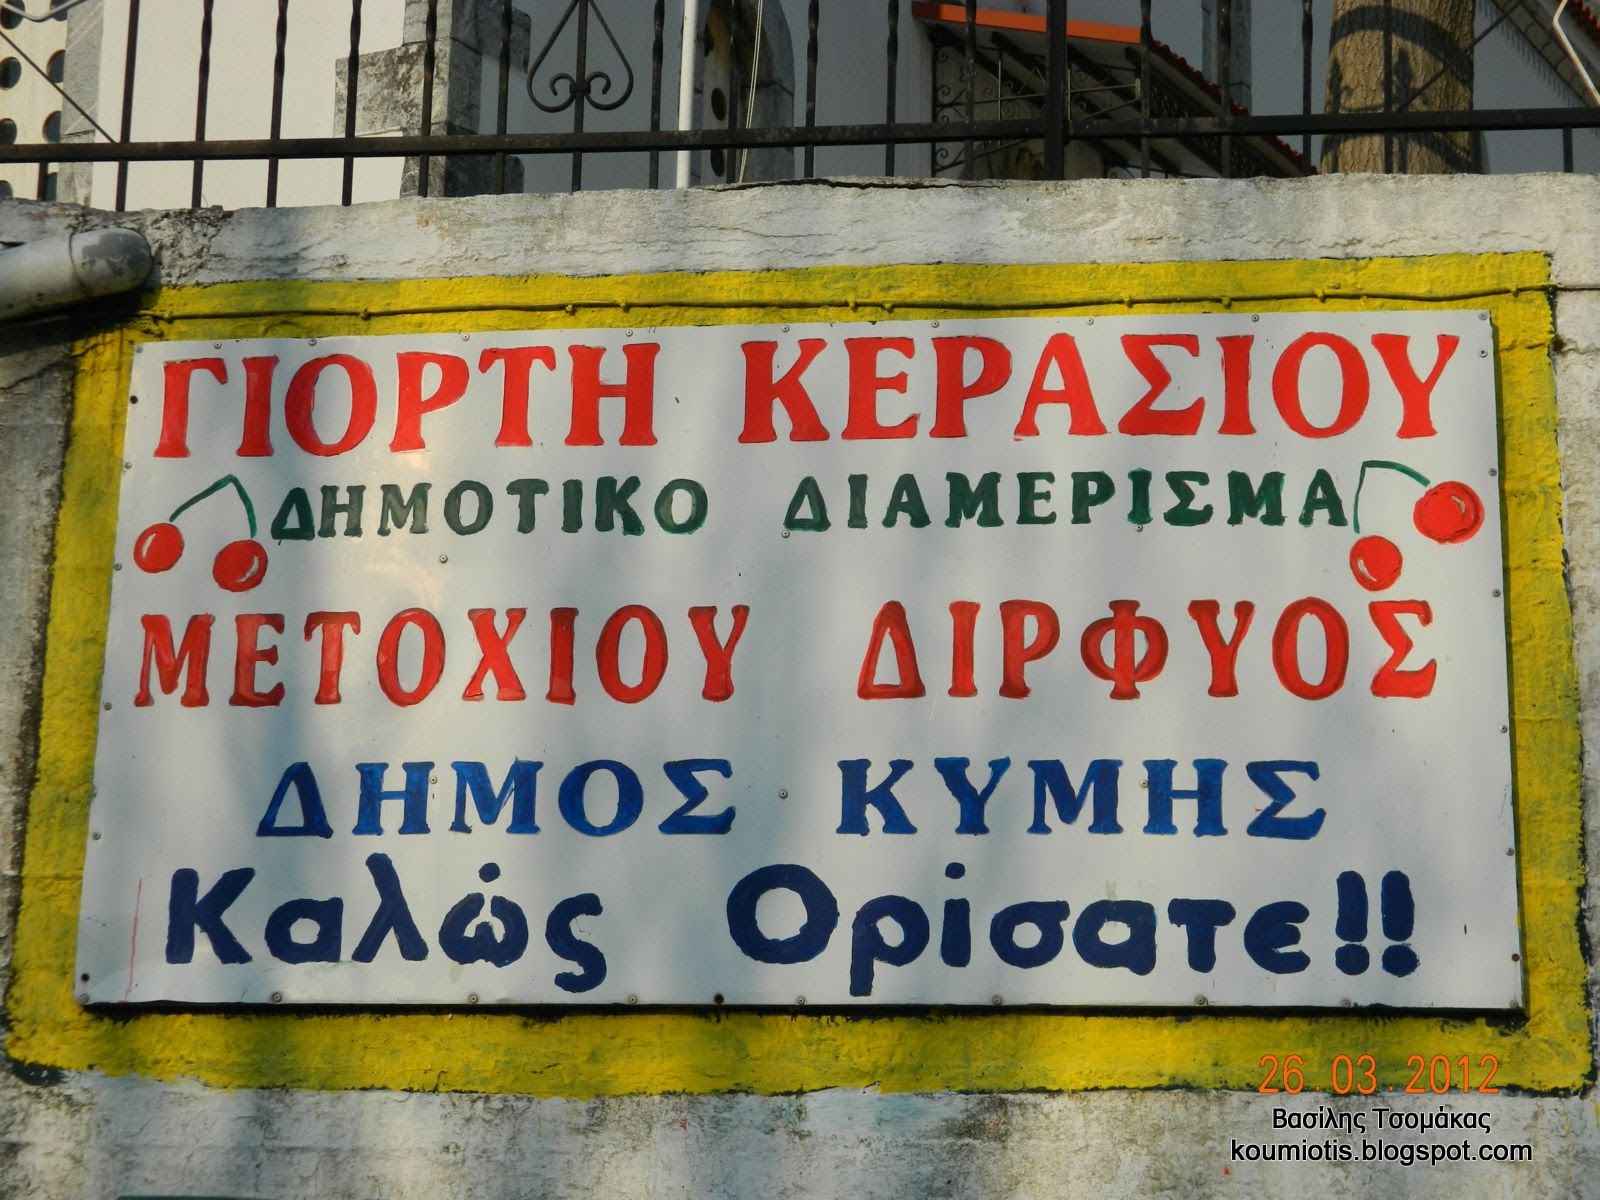 ΓΙΟΡΤΗ ΚΕΡΑΣΙΟΥ
ΔΗΜΟΤΙΚΟ ΔΙΑΜΕΡΙΣΜΑ
ΜΕΤΟΧΙΟΥ ΔΙΡΦΥΟΣ
ΔΗΜΟΣ ΚΥΜΗΣ
Καλώς Ορίσατε!!
26.03.2012
Βασίλης Τσομάκας
koumiotis.blogspot.com